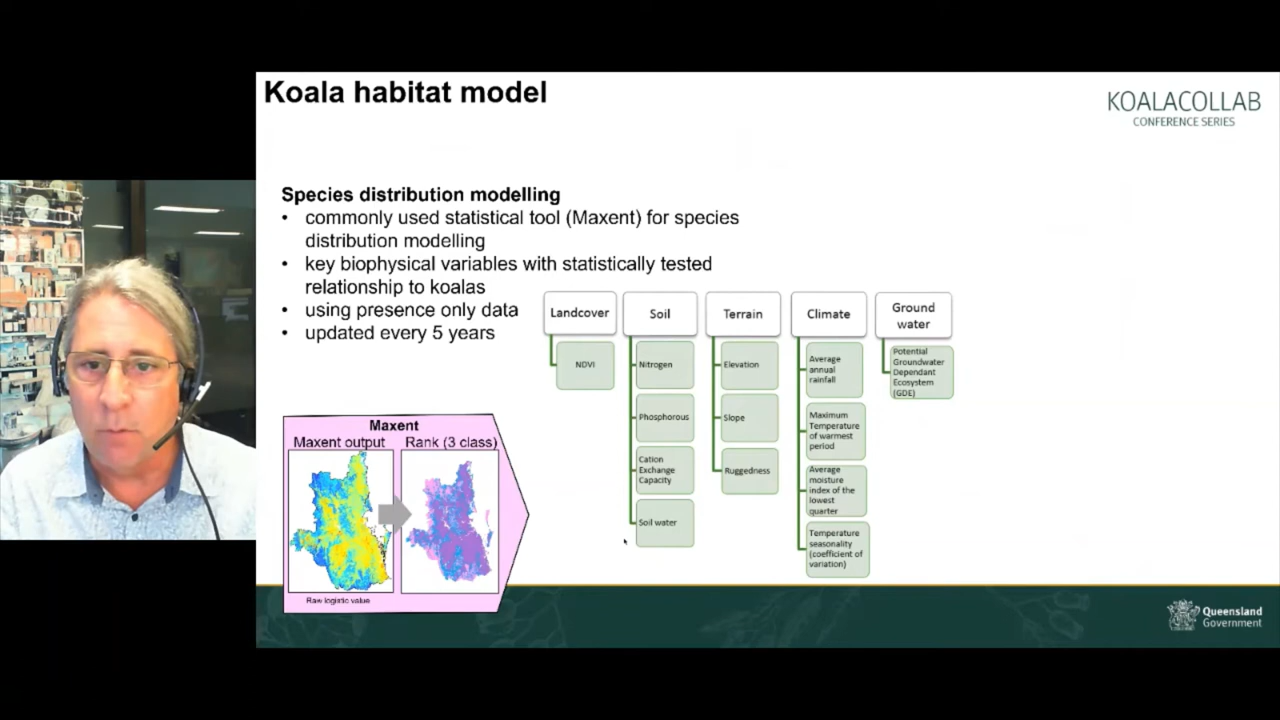 Koala habitat model
KOALACOLLAB
CONFERENCE SERIES
Species distribution modelling
• commonly used statistical tool (Maxent) for species
distribution modelling
• key biophysical variables with statistically tested
relationship to koalas
• using presence only data
• updated every 5 years
Landcover
NDVI
Soil
Nitrogen
Phosphorous
Cation
Exchange
Capacity
Soil water
Terrain
Elevation
Slope
Ruggedness
Climate
Average
annual
rainfall
Maximum
Temperature
of warmest
period
Average
moisture
index of the
lowest
quarter
Temperature
seasonality
(coefficient of
variation)
Ground
water
Potential
Groundwater
Dependant
Ecosystem
(GDE)
Maxent
Maxent output
Rank (3 class)
Raw logistic value
Queensland
Government